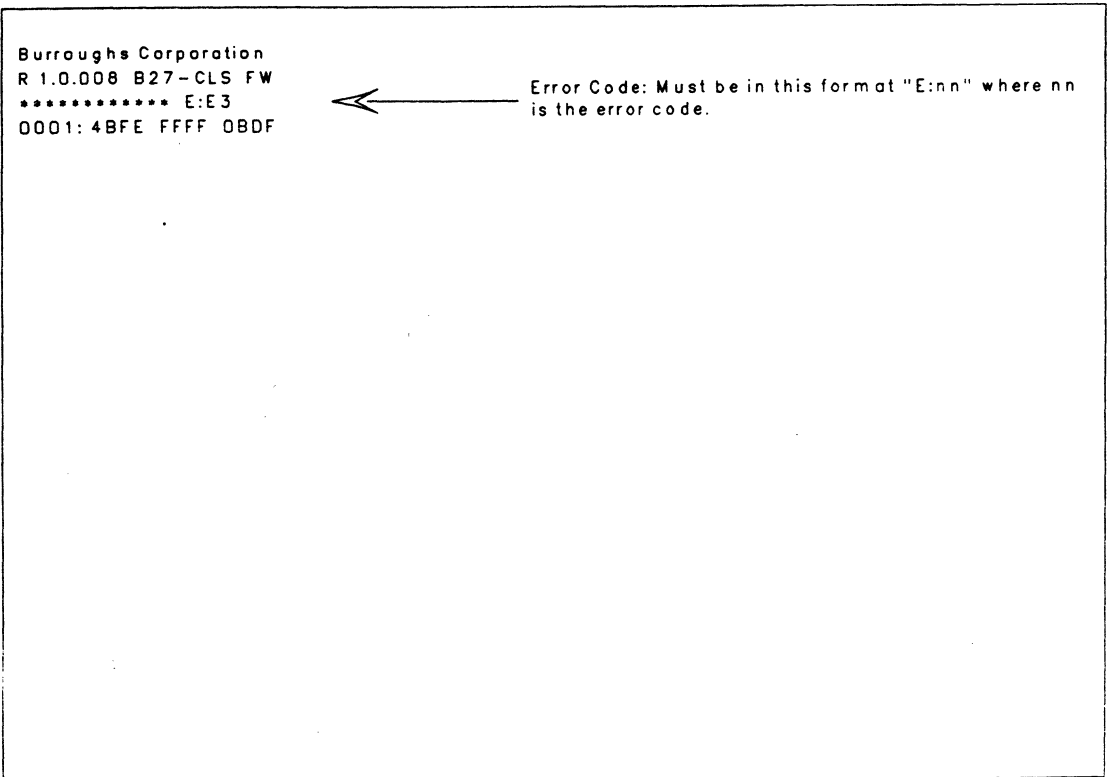 Burroughs Corporation
R 1.0.008 B27-CLS FW
************ E:E3
0001:4BFE FFFF 0BDF
Error Code: Must be in this format "E:nn" where nn
is the error code.